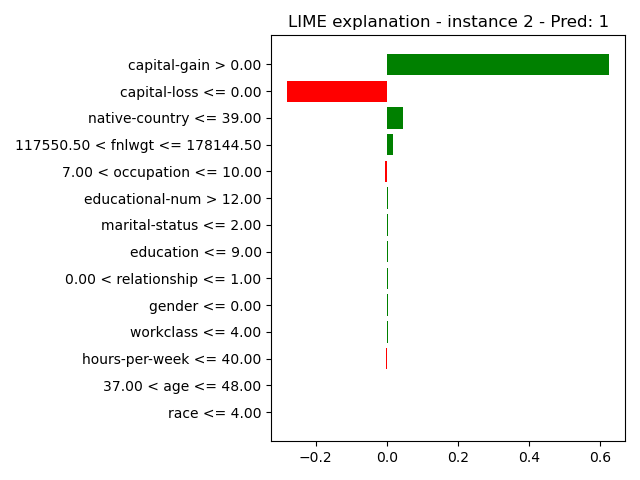 LIME explanation - instance 2 - Pred: 1
capital-gain > 0.00
capital-loss <= 0.00
native-country <= 39.00
117550.50 < fnlwgt <= 178144.50
7.00 < occupation <= 10.00
educational-num > 12.00
marital-status <= 2.00
education <= 9.00
0.00 < relationship <= 1.00
gender <= 0.00
workclass <= 4.00
hours-per-week <= 40.00
37.00 < age <= 48.00
race <= 4.00
−0.2 0.0 0.2 0.4 0.6